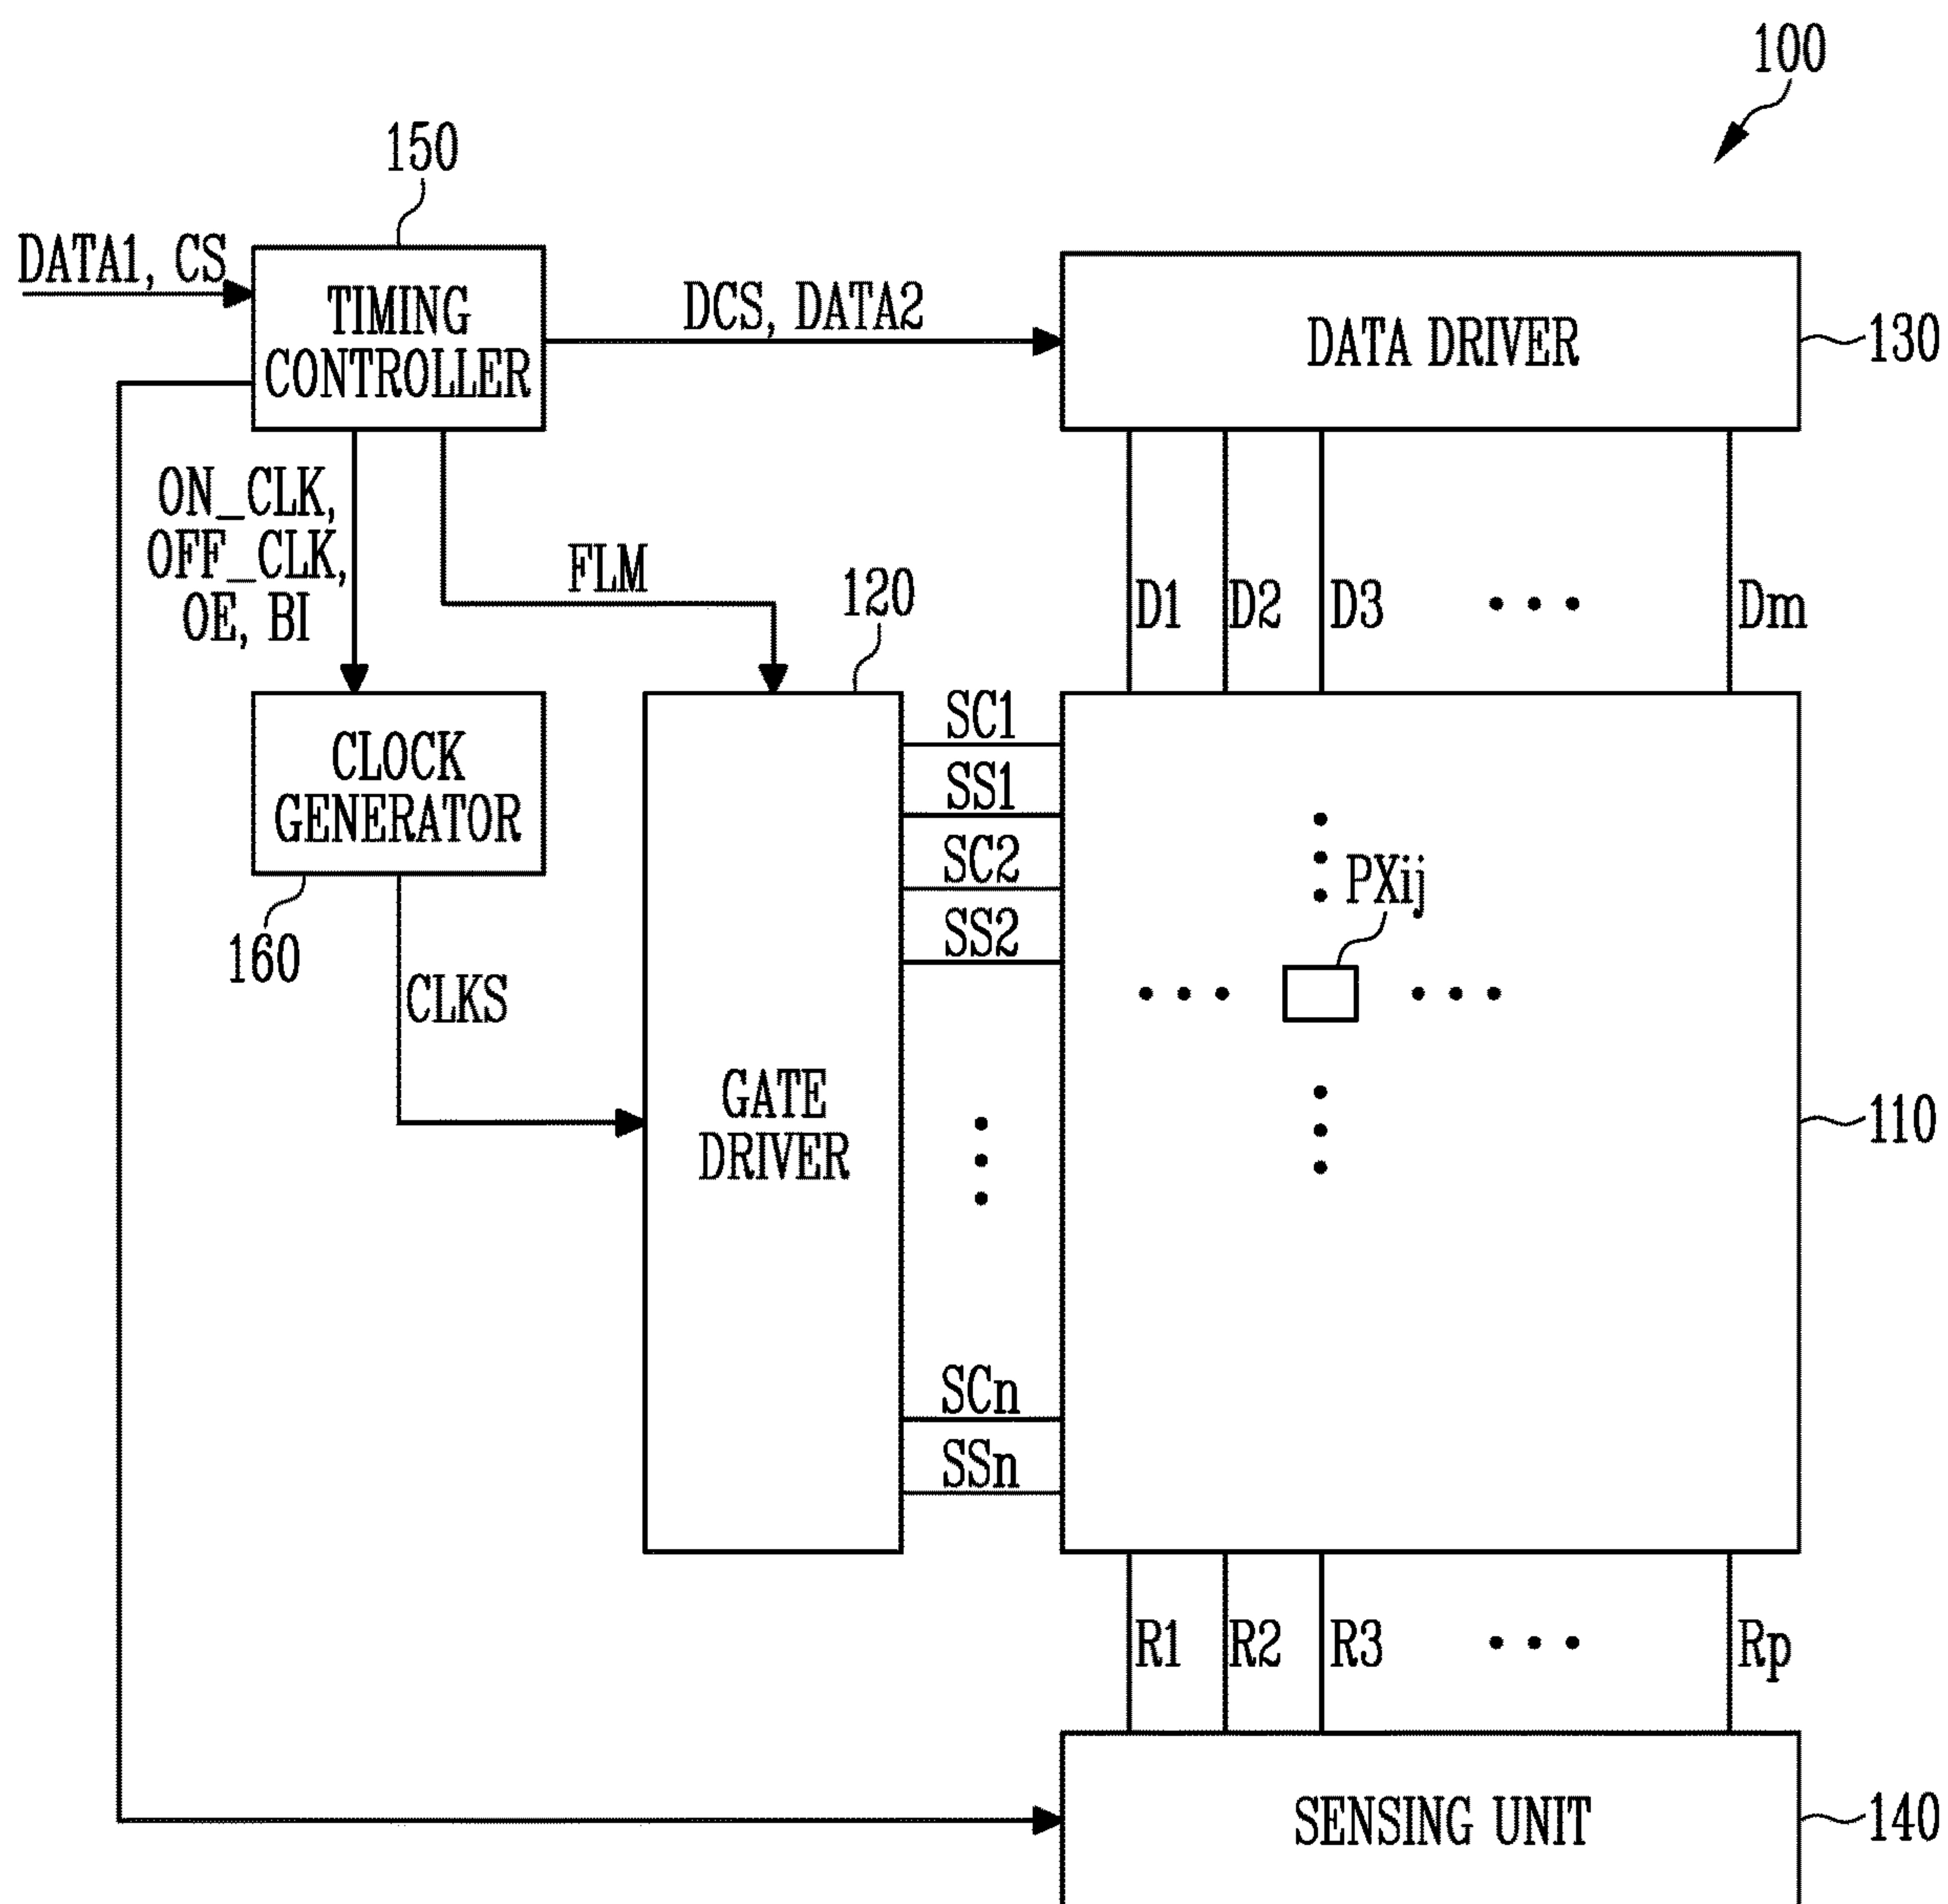 100
150
DATA1, CS
TIMING
CONTROLLER
DCS, DATA2
DATA DRIVER
130
ON_CLK,
OFF_CLK,
OE, BI
FLM
120
D1 D2 D3 Dm
CLOCK
GENERATOR
160
CLKS
GATE
DRIVER
SC1
SS1
SC2
SS2
SCn
SSn
PXij
110
R1 R2 R3 Rp
SENSING UNIT
140